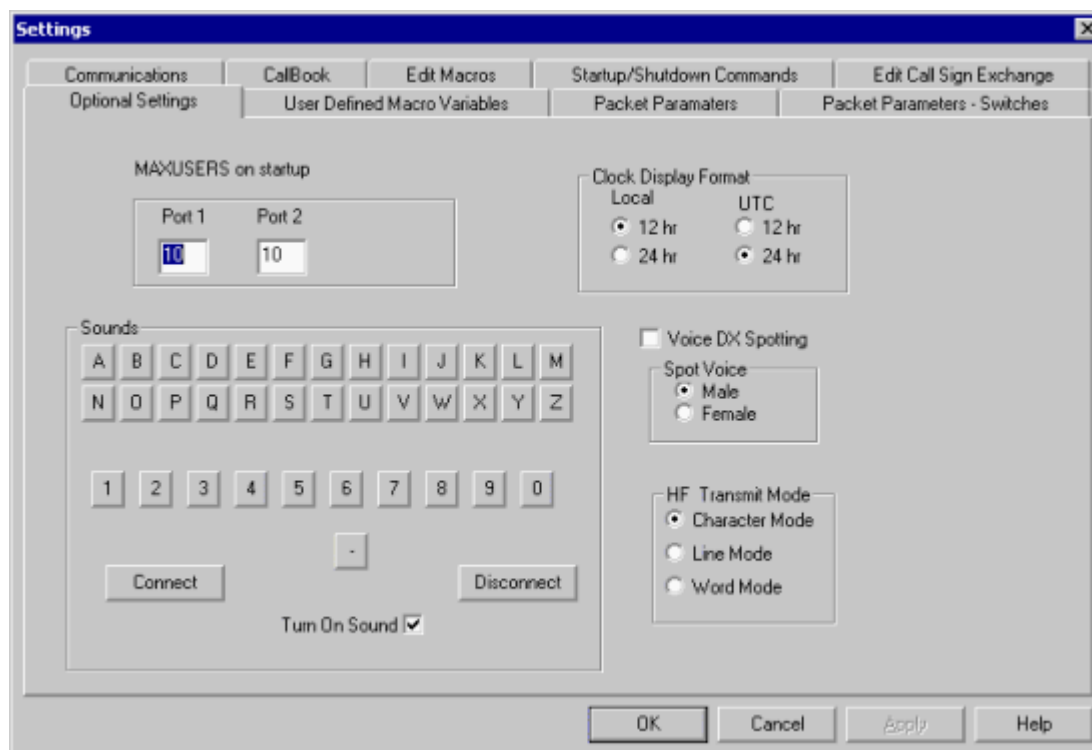 Settings
Communications CallBook Edit Macros Startup/Shutdown Commands Edit Call Sign Exchange
Optional Settings User Defined Macro Variables Packet Paramaters Packet Parameters - Switches
MAXUSERS on startup
Port 1 Port 2
10 10
Clock Display Format
Local UTC
12 hr 12 hr
24 hr 24 hr
Sounds
A B C D E F G H I J K L M
N O P Q R S T U V W X Y Z
1 2 3 4 5 6 7 8 9 0
-
Connect Disconnect
Turn On Sound
Voice DX Spotting
Spot Voice
Male
Female
HF Transmit Mode
Character Mode
Line Mode
Word Mode
OK Cancel Apply Help